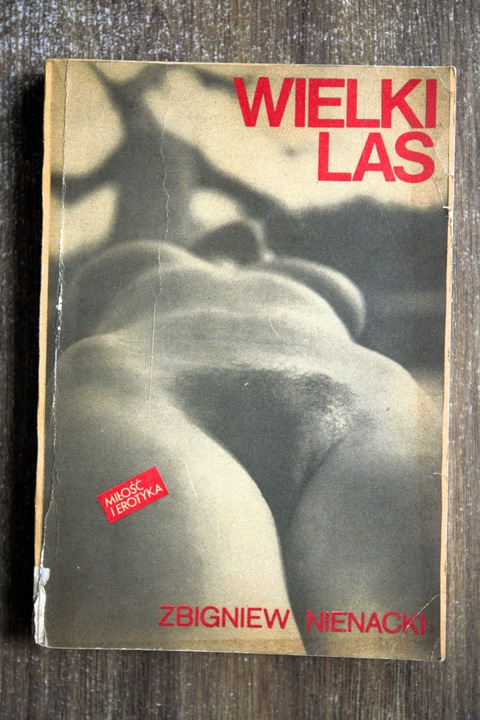 WIELKI
LAS
MIŁOŚĆ
I EROTYKA
ZBIGNIEW NIENACKI